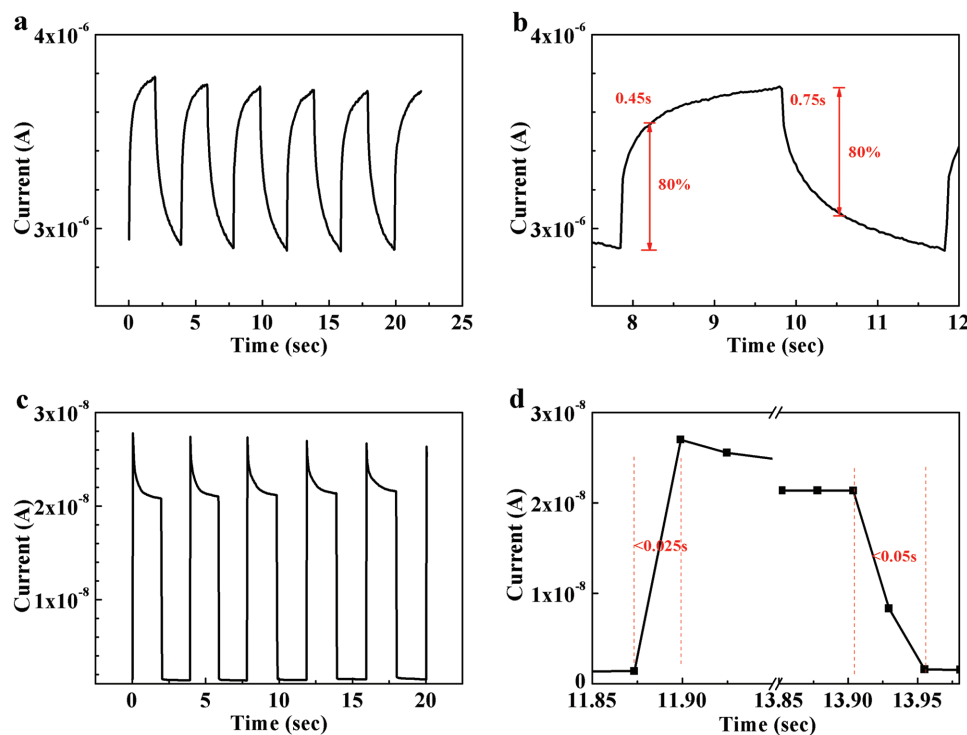 a
4x10-6
3x10-6
Current (A)
0 5 10 15 20 25
Time (sec)
b
4x10-6
3x10-6
Current (A)
0.45s
0.75s
80%
80%
8 9 10 11 12
Time (sec)
c
3x10-8
2x10-8
1x10-8
Current (A)
0 5 10 15 20
Time (sec)
d
3x10-8
2x10-8
1x10-8
0
Current (A)
<0.025s
<0.05s
11.85 11.90 13.85 13.90 13.95
Time (sec)